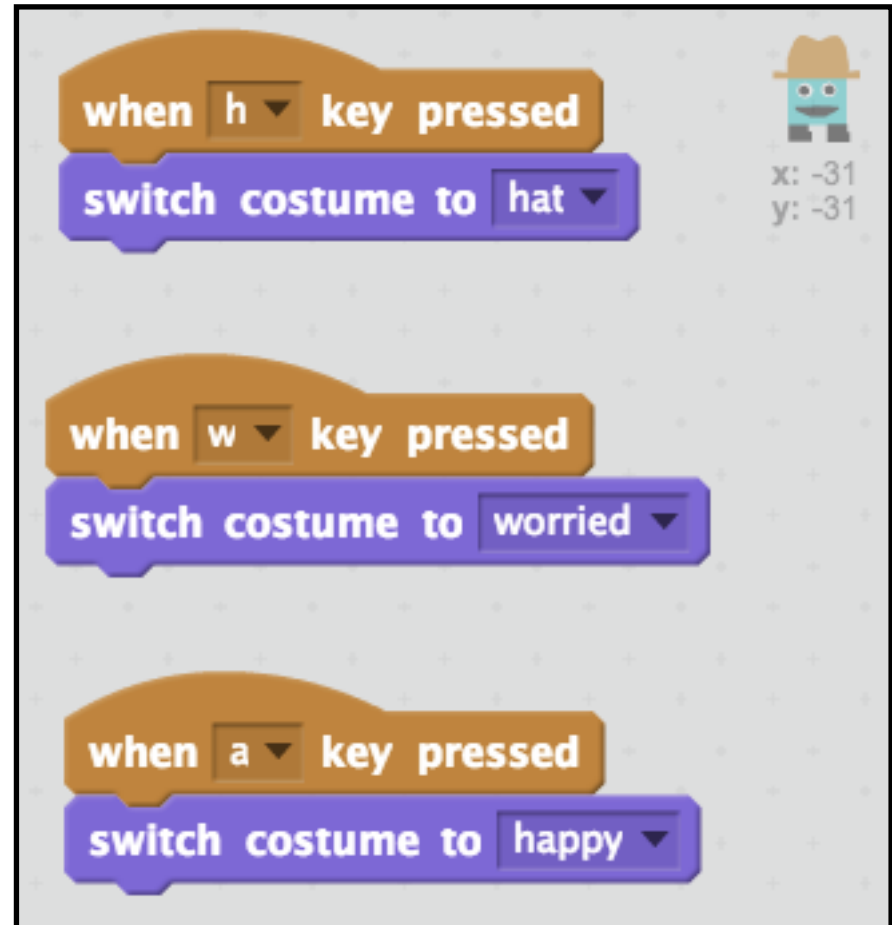 when h key pressed
switch costume to hat
x: -31
y: -31
when w key pressed
switch costume to worried
when a key pressed
switch costume to happy